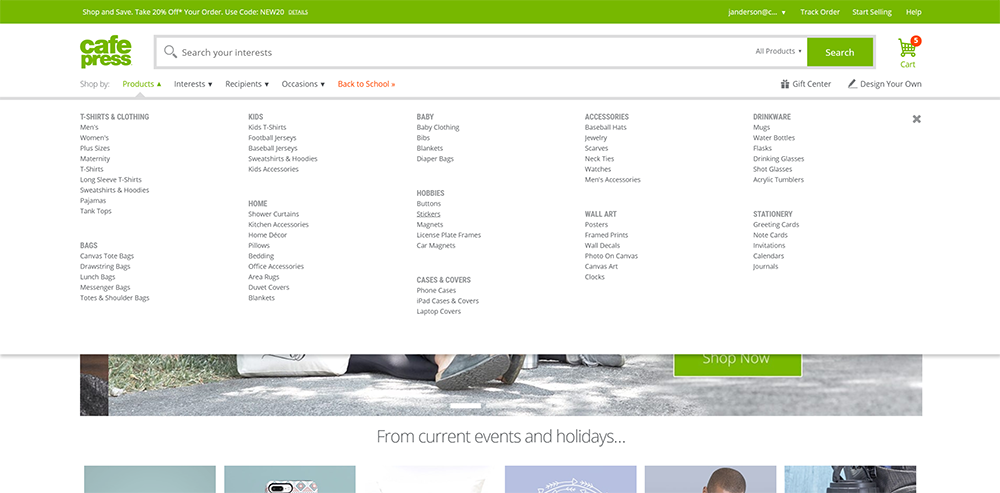 Shop and Save. Take 20% Off* Your Order. Use Code: NEW20 DETAILS
janderson@c... ▼ Track Order Start Selling Help
cafe
press
Search your interests
All Products ▼
Search
5
Cart
Shop by: Products ▲ Interests ▼ Recipients ▼ Occasions ▼ Back to School »
Gift Center Design Your Own
T-SHIRTS & CLOTHING
Men's
Women's
Plus Sizes
Maternity
T-Shirts
Long Sleeve T-Shirts
Sweatshirts & Hoodies
Pajamas
Tank Tops
BAGS
Canvas Tote Bags
Drawstring Bags
Lunch Bags
Messenger Bags
Totes & Shoulder Bags
KIDS
Kids T-Shirts
Football Jerseys
Baseball Jerseys
Sweatshirts & Hoodies
Kids Accessories
HOME
Shower Curtains
Kitchen Accessories
Home Décor
Pillows
Bedding
Office Accessories
Area Rugs
Duvet Covers
Blankets
BABY
Baby Clothing
Bibs
Blankets
Diaper Bags
HOBBIES
Buttons
Stickers
Magnets
License Plate Frames
Car Magnets
CASES & COVERS
Phone Cases
iPad Cases & Covers
Laptop Covers
ACCESSORIES
Baseball Hats
Jewelry
Scarves
Neck Ties
Watches
Men's Accessories
WALL ART
Posters
Framed Prints
Wall Decals
Photo On Canvas
Canvas Art
Clocks
DRINKWARE
Mugs
Water Bottles
Flasks
Drinking Glasses
Shot Glasses
Acrylic Tumblers
STATIONERY
Greeting Cards
Note Cards
Invitations
Calendars
Journals
Shop Now
From current events and holidays...